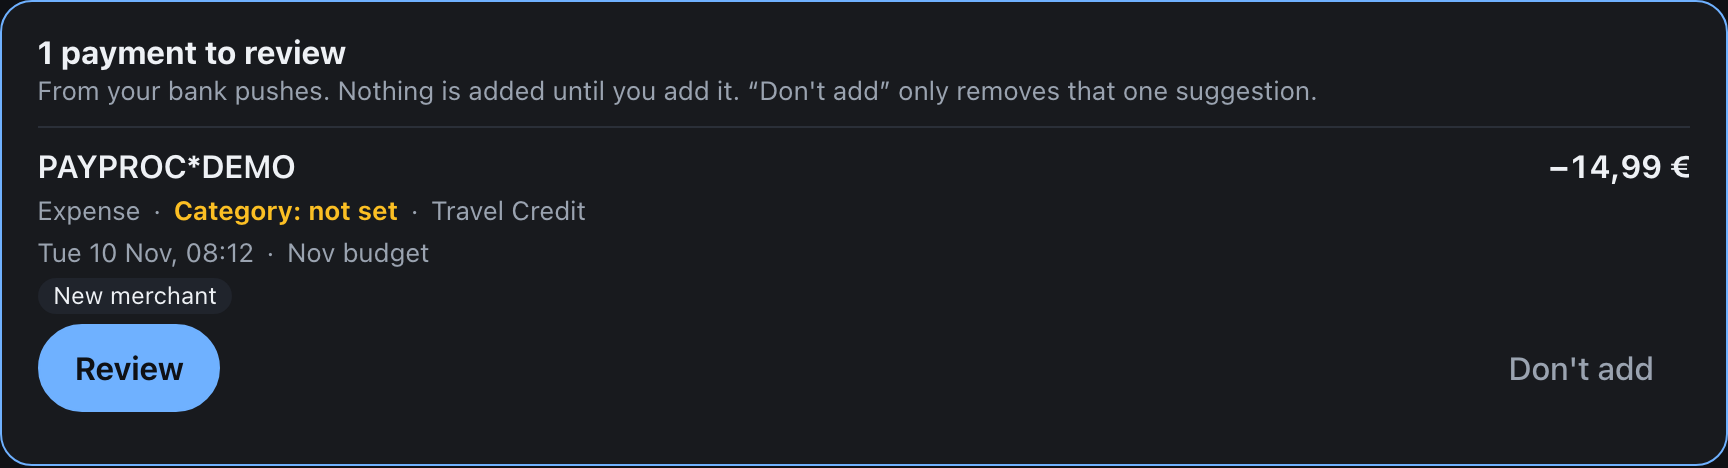 1 payment to review
From your bank pushes. Nothing is added until you add it. “Don't add” only removes that one suggestion.
PAYPROC*DEMO −14,99 €
Expense · Category: not set · Travel Credit
Tue 10 Nov, 08:12 · Nov budget
New merchant
Review Don't add